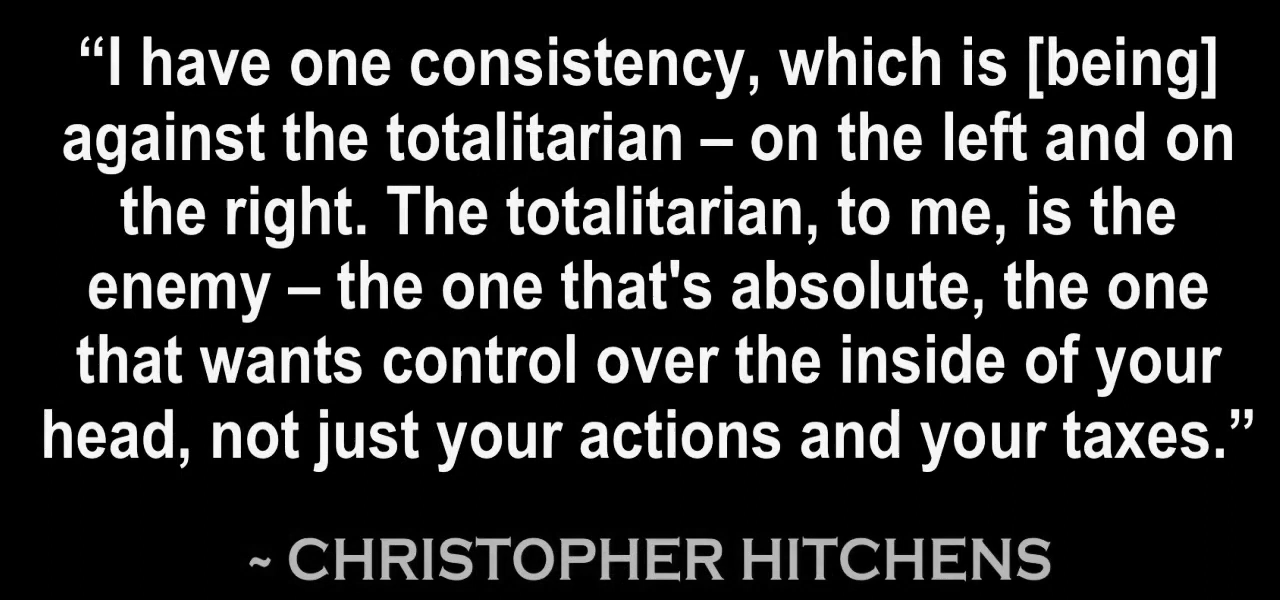 “I have one consistency, which is [being]
against the totalitarian – on the left and on
the right. The totalitarian, to me, is the
enemy – the one that's absolute, the one
that wants control over the inside of your
head, not just your actions and your taxes.”
~ CHRISTOPHER HITCHENS